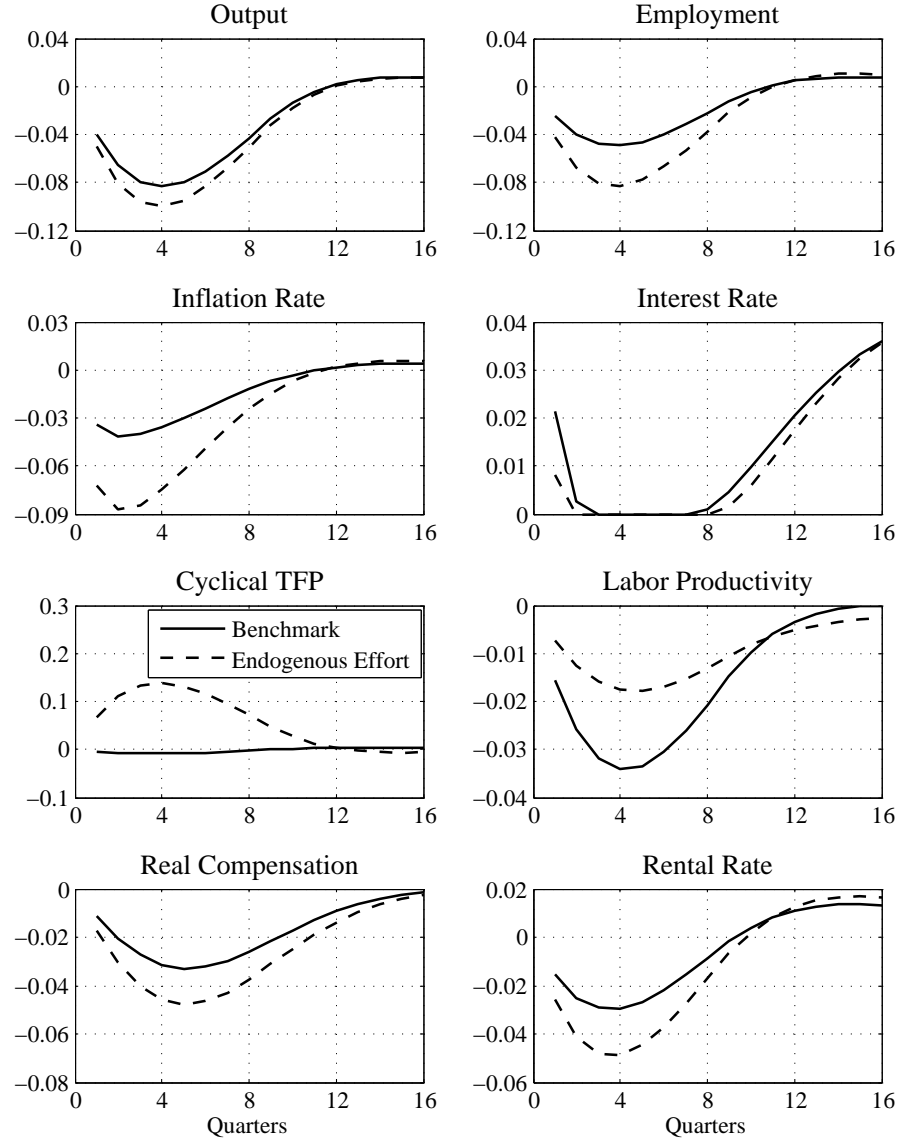 Output
0.04
0
−0.04
−0.08
−0.12
0 4 8 12 16
Employment
0.04
0
−0.04
−0.08
−0.12
0 4 8 12 16
Inflation Rate
0.03
0
−0.03
−0.06
−0.09
0 4 8 12 16
Interest Rate
0.04
0.03
0.02
0.01
0
0 4 8 12 16
Cyclical TFP
0.3
0.2
0.1
0
−0.1
0 4 8 12 16
Benchmark
Endogenous Effort
Labor Productivity
0
−0.01
−0.02
−0.03
−0.04
0 4 8 12 16
Real Compensation
0
−0.02
−0.04
−0.06
−0.08
0 4 8 12 16
Quarters
Rental Rate
0.02
0
−0.02
−0.04
−0.06
0 4 8 12 16
Quarters